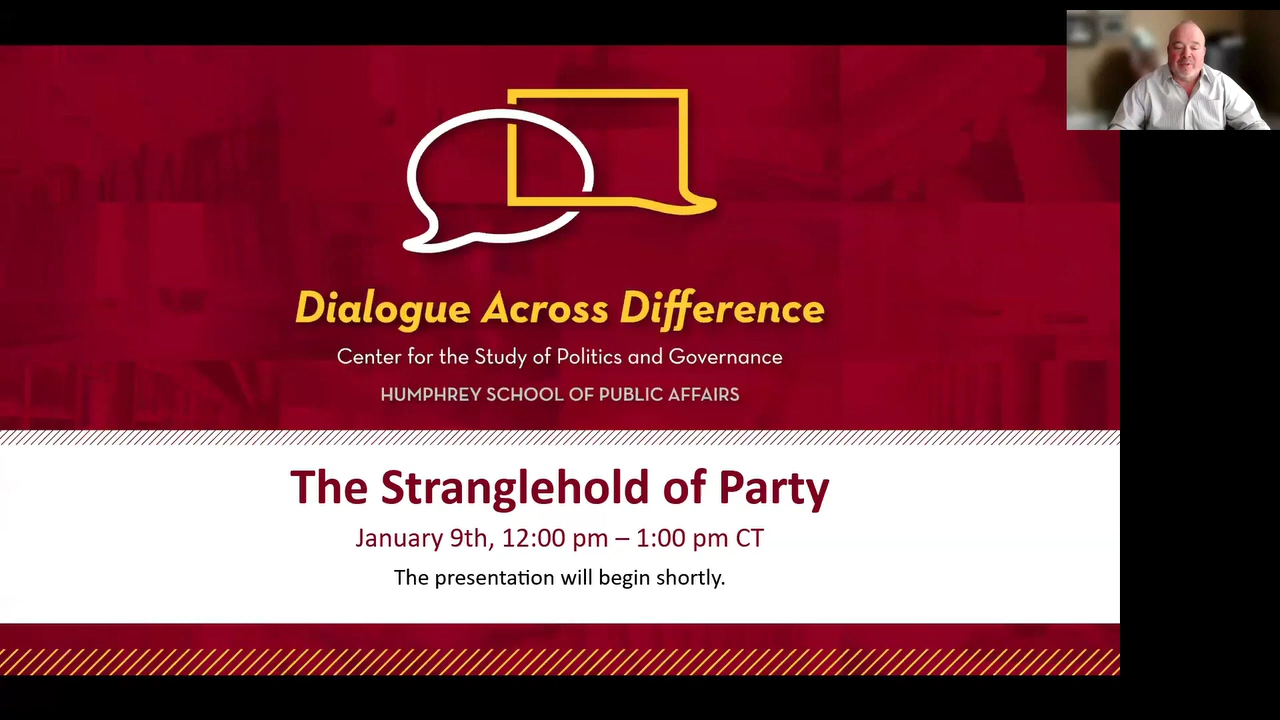 Dialogue Across Difference
Center for the Study of Politics and Governance
HUMPHREY SCHOOL OF PUBLIC AFFAIRS
The Stranglehold of Party
January 9th, 12:00 pm – 1:00 pm CT
The presentation will begin shortly.